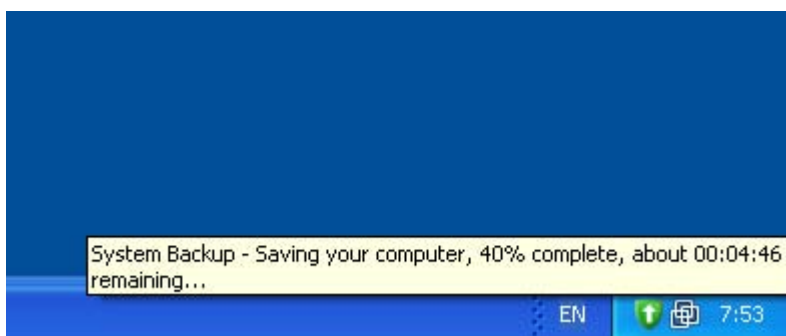 System Backup - Saving your computer, 40% complete, about 00:04:46
remaining...
EN 7:53